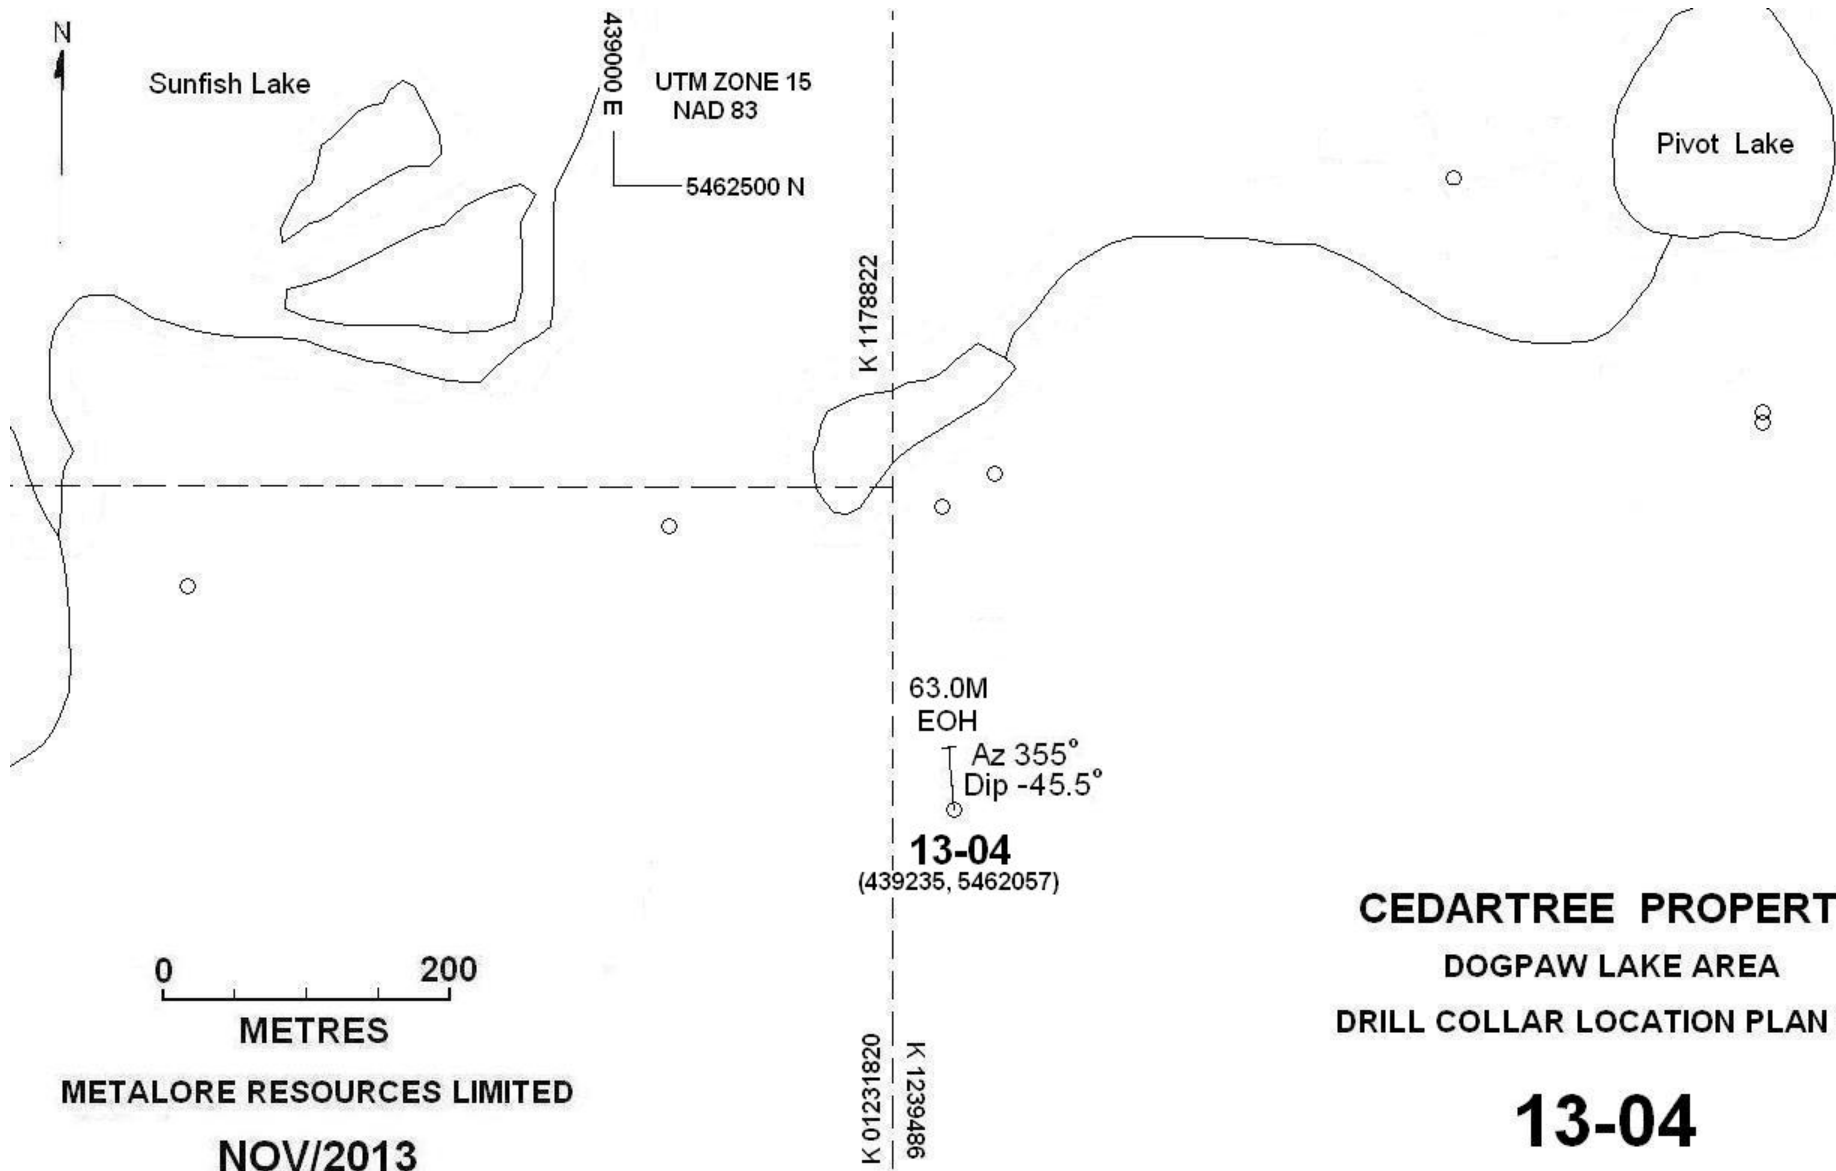 N
Sunfish Lake
439000 E
UTM ZONE 15
NAD 83
5462500 N
Pivot Lake
K 1178822
63.0M
EOH
Az 355°
Dip -45.5°
13-04
(439235, 5462057)
0 200
METRES
METALORE RESOURCES LIMITED
NOV/2013
K 01231820
K 1239486
CEDARTREE PROPERT
DOGPAW LAKE AREA
DRILL COLLAR LOCATION PLAN
13-04